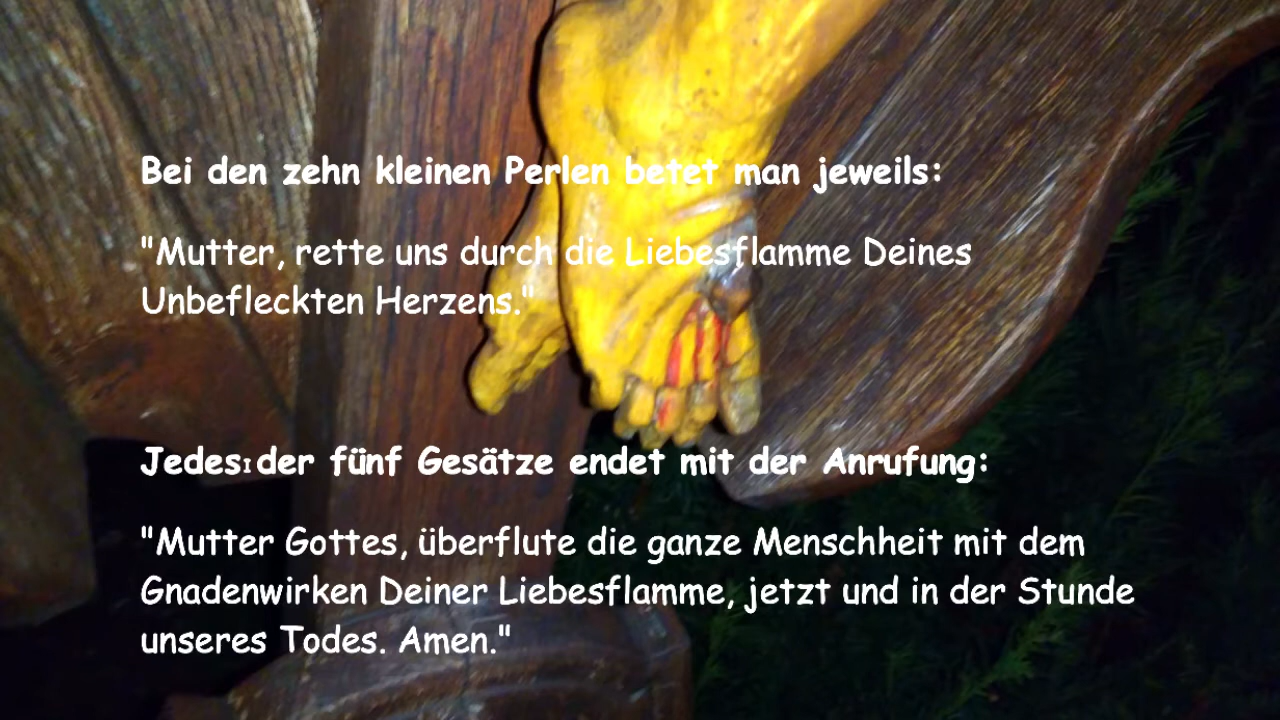 Bei den zehn kleinen Perlen betet man jeweils:
"Mutter, rette uns durch die Liebesflamme Deines
Unbefleckten Herzens."
Jedes der fünf Gesätze endet mit der Anrufung:
"Mutter Gottes, überflute die ganze Menschheit mit dem
Gnadenwirken Deiner Liebesflamme, jetzt und in der Stunde
unseres Todes. Amen."